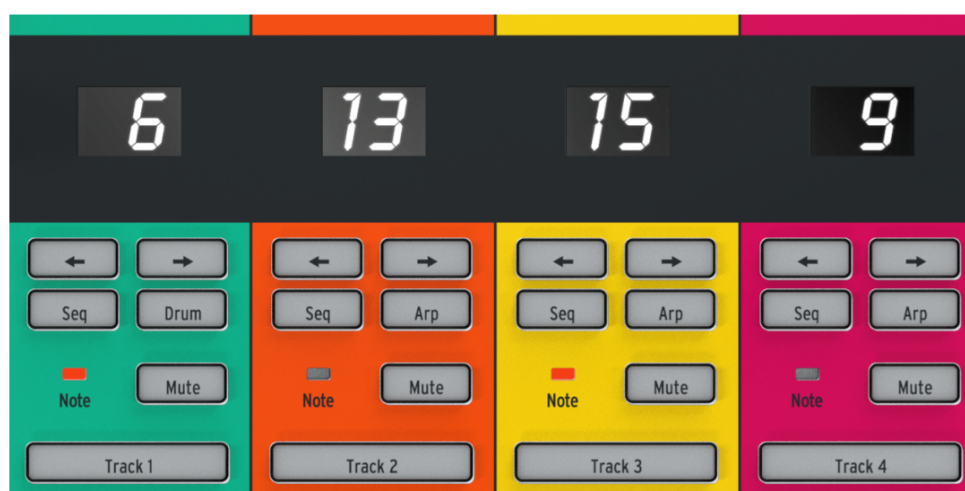 6 13 15 9
← → ← → ← → ← →
Seq Drum Seq Arp Seq Arp Seq Arp
Mute Mute Mute Mute
Note Note Note Note
Track 1 Track 2 Track 3 Track 4